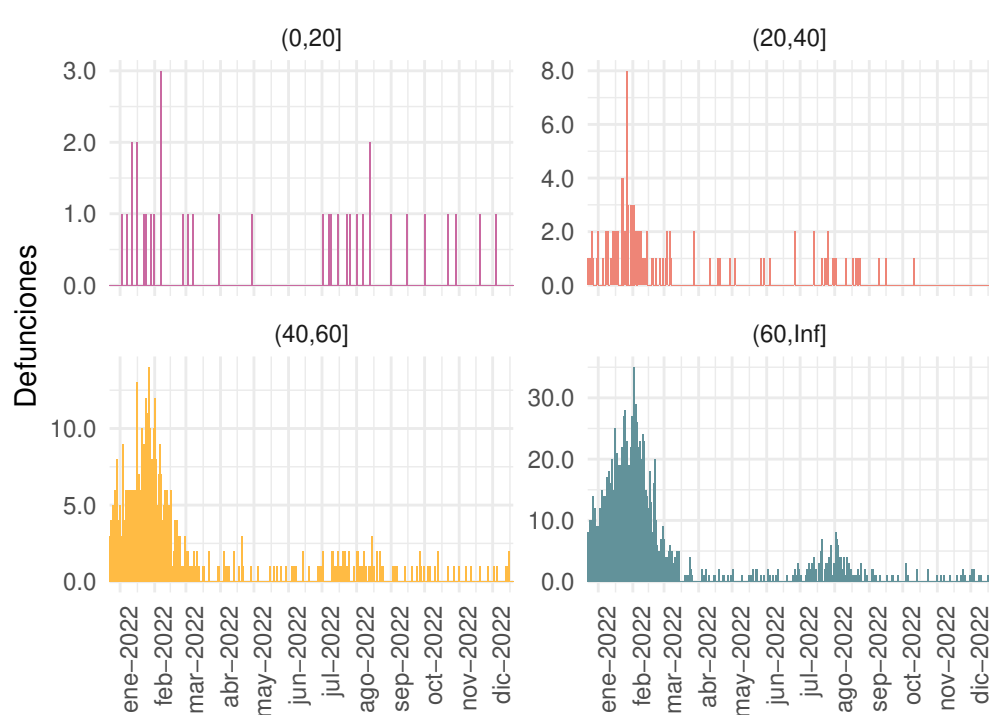 (0,20]
(20,40]
3.0
2.0
1.0
0.0
8.0
6.0
4.0
2.0
0.0
Defunciones
(40,60]
(60,Inf]
10.0
5.0
0.0
30.0
20.0
10.0
0.0
ene−2022
feb−2022
mar−2022
abr−2022
may−2022
jun−2022
jul−2022
ago−2022
sep−2022
oct−2022
nov−2022
dic−2022
ene−2022
feb−2022
mar−2022
abr−2022
may−2022
jun−2022
jul−2022
ago−2022
sep−2022
oct−2022
nov−2022
dic−2022